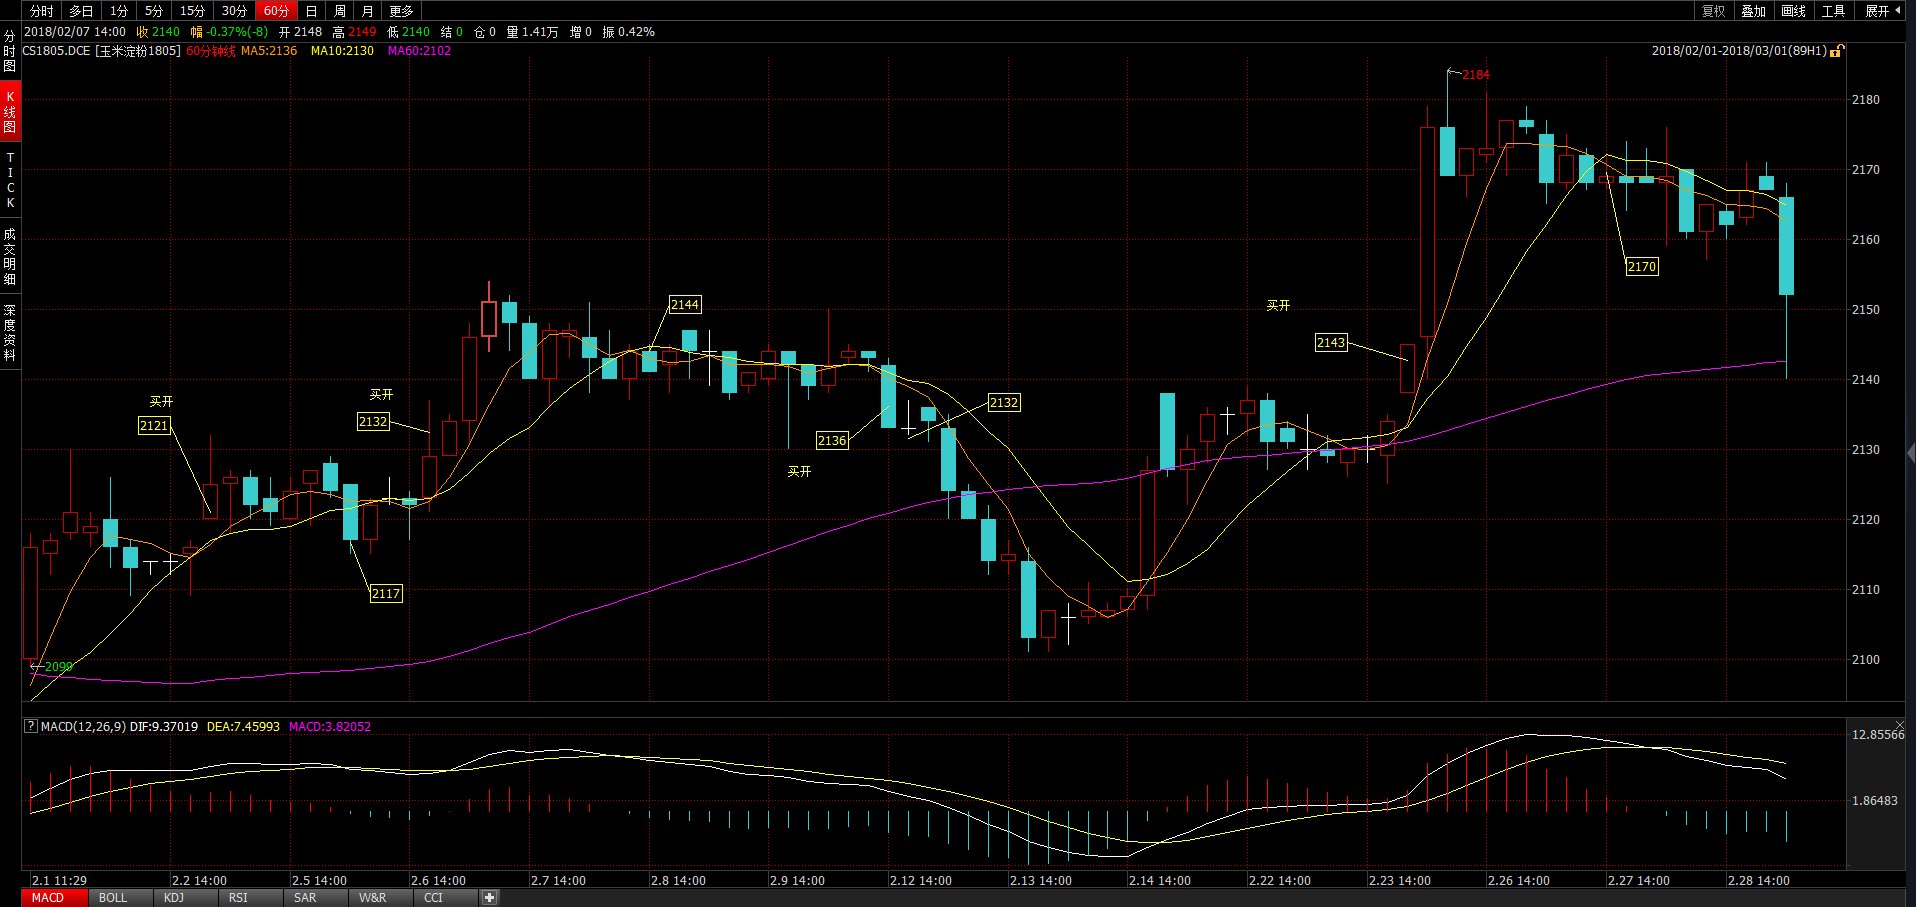 分时 多日 1分 5分 15分 30分 60分 日 周 月 更多 复权 叠加 画线 工具 展开
2018/02/07 14:00 收 2140 幅 -0.37%(-8) 开 2148 高 2149 低 2140 结 0 仓 0 量 1.41万 增 0 振 0.42%
CS1805.DCE [玉米淀粉1805] 60分钟线 MA5:2136 MA10:2130 MA60:2102 2018/02/01-2018/03/01(89H1)
分时图
K线图
TICK
成交明细
深度资料
2184
2180
2170
2170
2160
2150
2144
买开
2143
2140
买开
2132
买开
2121
2136
2132
2130
买开
2120
2117
2110
2100
2099
? MACD(12,26,9) DIF:9.37019 DEA:7.45993 MACD:3.82052
12.85566
1.86483
2.1 11:29 2.2 14:00 2.5 14:00 2.6 14:00 2.7 14:00 2.8 14:00 2.9 14:00 2.12 14:00 2.13 14:00 2.14 14:00 2.22 14:00 2.23 14:00 2.26 14:00 2.27 14:00 2.28 14:00
MACD BOLL KDJ RSI SAR W&R CCI